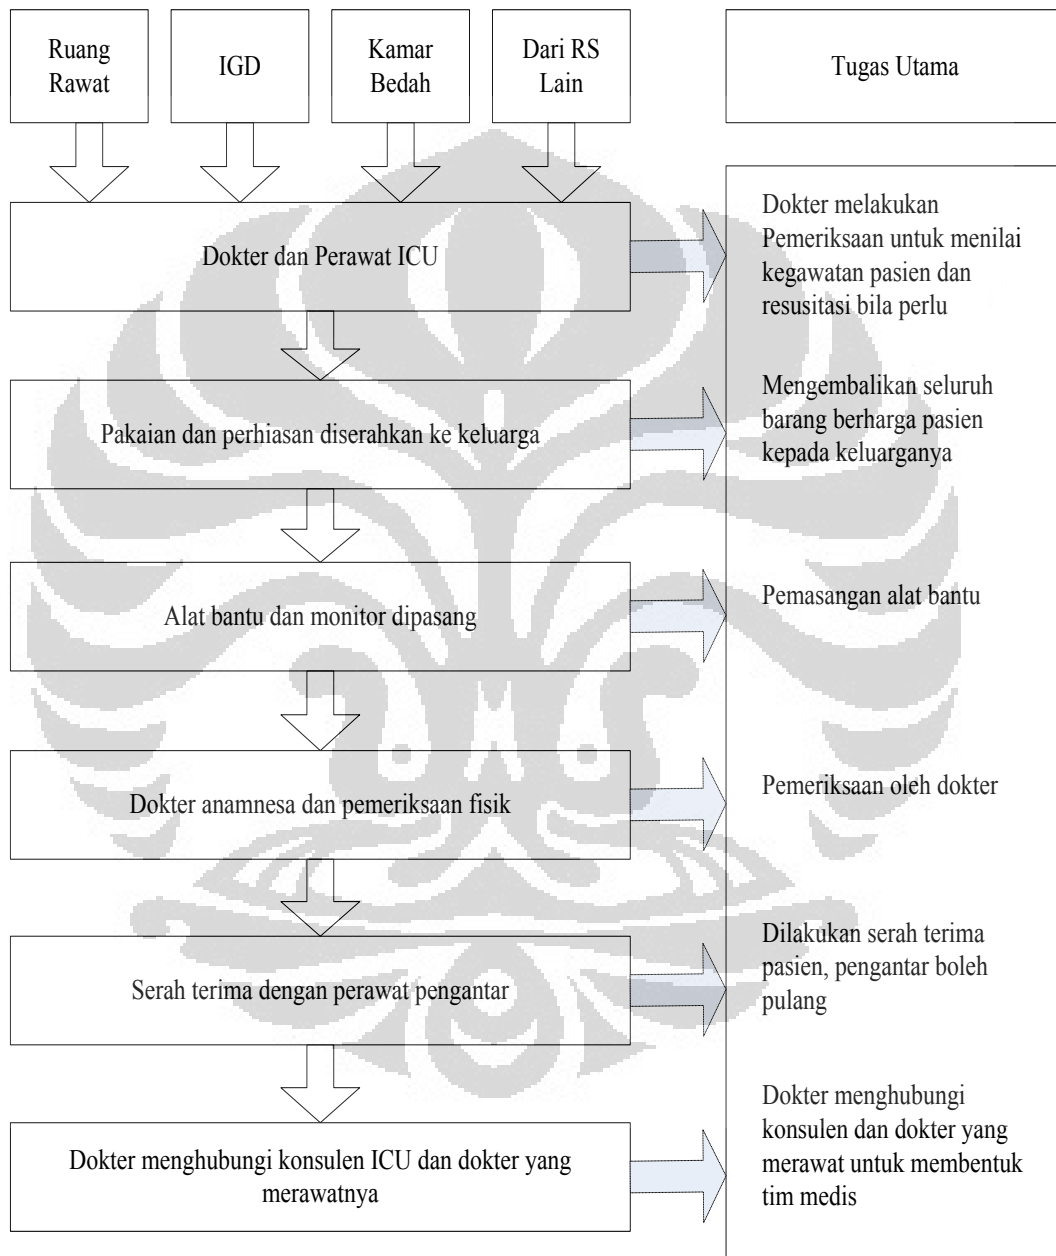 Ruang
Rawat
IGD
Kamar
Bedah
Dari RS
Lain
Tugas Utama
Dokter dan Perawat ICU
Dokter melakukan
Pemeriksaan untuk menilai
kegawatan pasien dan
resusitasi bila perlu
Pakaian dan perhiasan diserahkan ke keluarga
Mengembalikan seluruh
barang berharga pasien
kepada keluarganya
Alat bantu dan monitor dipasang
Pemasangan alat bantu
Dokter anamnesa dan pemeriksaan fisik
Pemeriksaan oleh dokter
Serah terima dengan perawat pengantar
Dilakukan serah terima
pasien, pengantar boleh
pulang
Dokter menghubungi konsulen ICU dan dokter yang
merawatnya
Dokter menghubungi
konsulen dan dokter yang
merawat untuk membentuk
tim medis